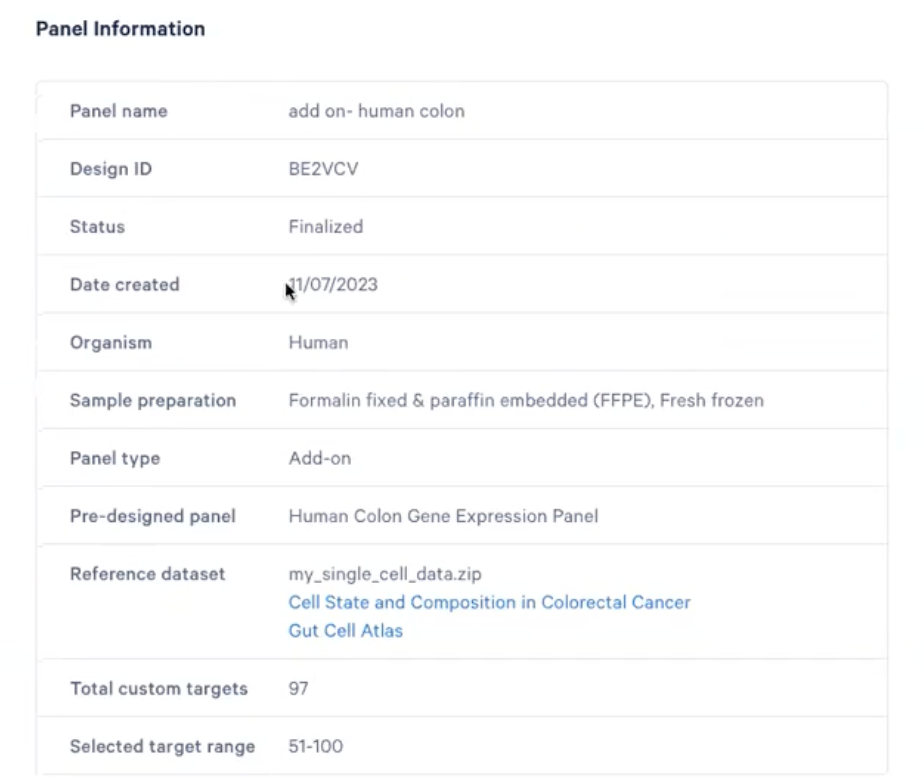 Panel Information
Panel name add on- human colon
Design ID BE2VCV
Status Finalized
Date created 11/07/2023
Organism Human
Sample preparation Formalin fixed & paraffin embedded (FFPE), Fresh frozen
Panel type Add-on
Pre-designed panel Human Colon Gene Expression Panel
Reference dataset my_single_cell_data.zip
Cell State and Composition in Colorectal Cancer
Gut Cell Atlas
Total custom targets 97
Selected target range 51-100